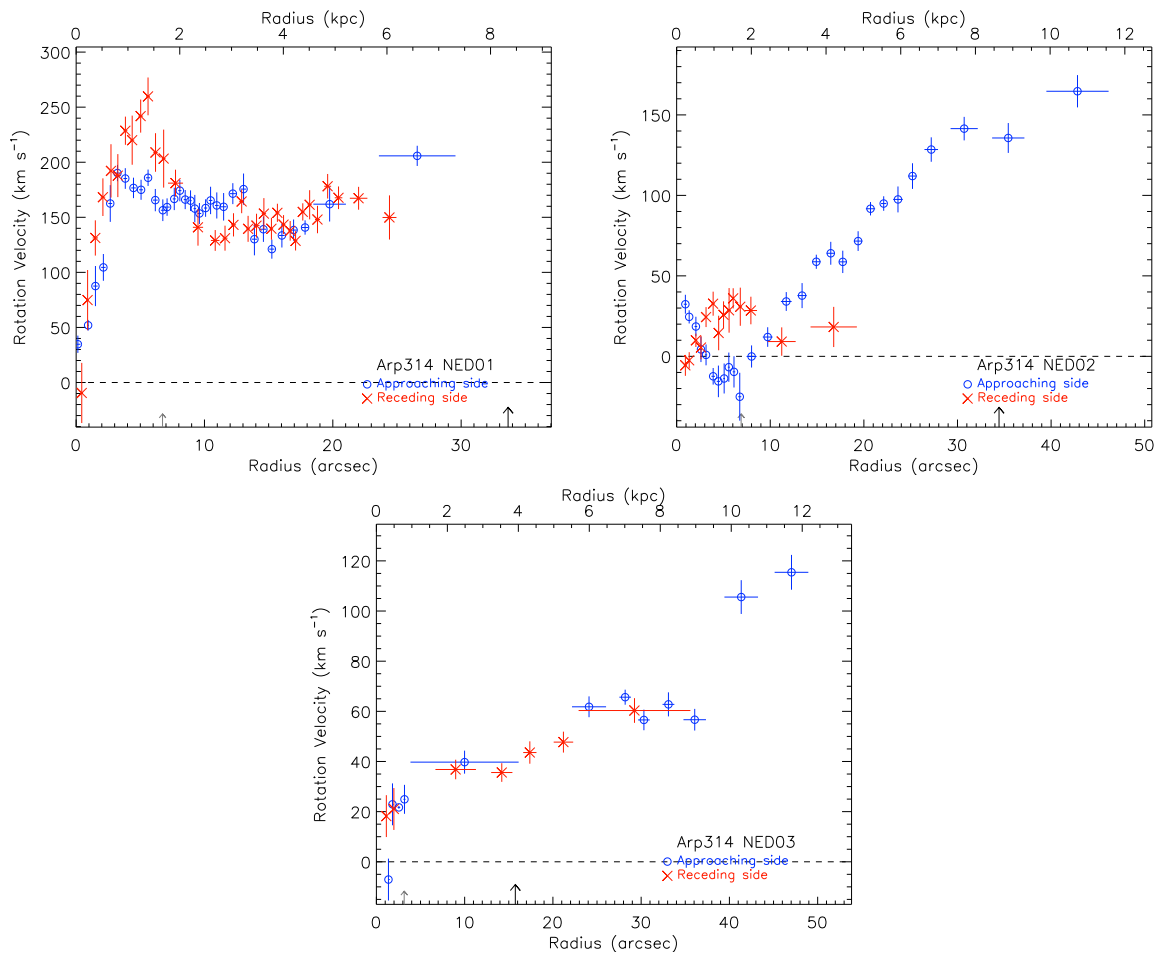 Radius (kpc)
0 2 4 6 8
Rotation Velocity (km s⁻¹)
300
250
200
150
100
50
0
Arp314 NED01
Approaching side
Receding side
0 10 20 30
Radius (arcsec)
Radius (kpc)
0 2 4 6 8 10 12
Rotation Velocity (km s⁻¹)
150
100
50
0
Arp314 NED02
Approaching side
Receding side
0 10 20 30 40 50
Radius (arcsec)
Radius (kpc)
0 2 4 6 8 10 12
Rotation Velocity (km s⁻¹)
120
100
80
60
40
20
0
Arp314 NED03
Approaching side
Receding side
0 10 20 30 40 50
Radius (arcsec)